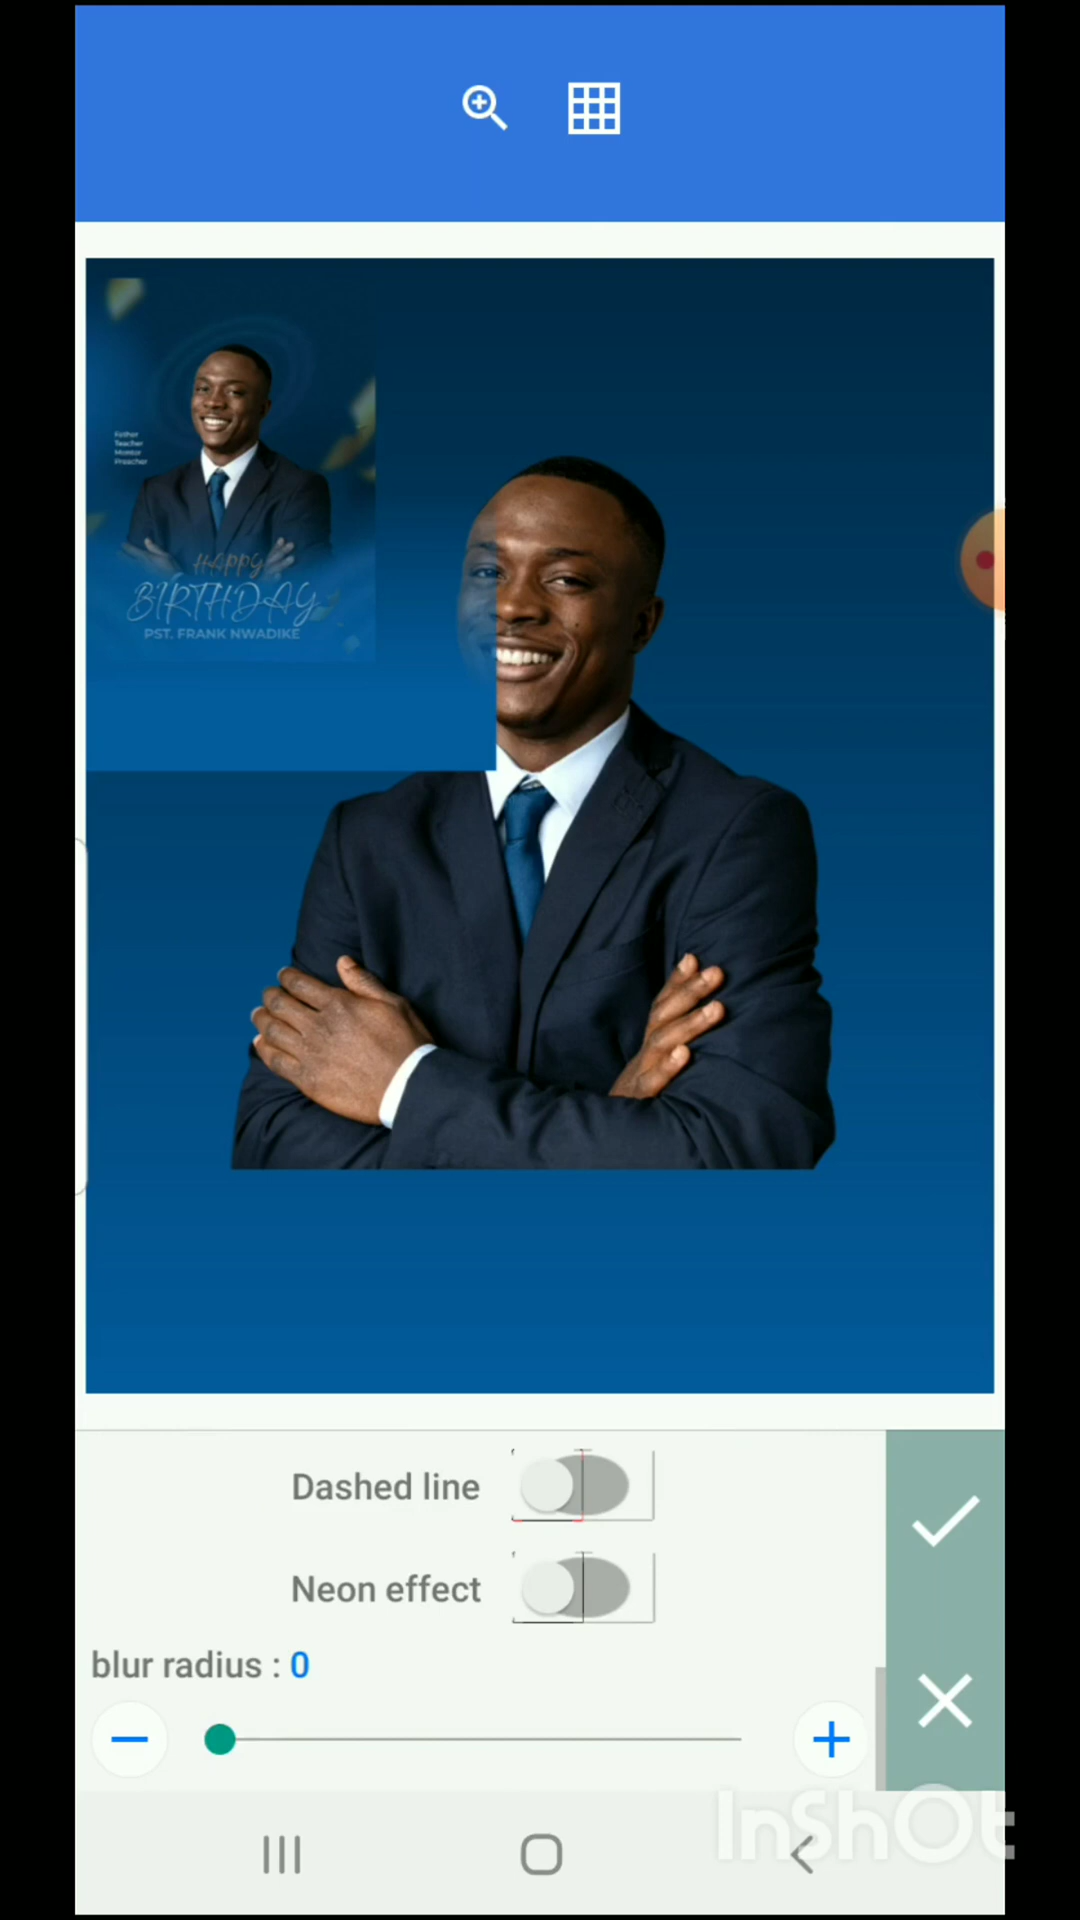 Father
Teacher
Mentor
Preacher
HAPPY
BIRTHDAY
PST. FRANK NWADIKE
Dashed line
Neon effect
blur radius : 0
InShOt